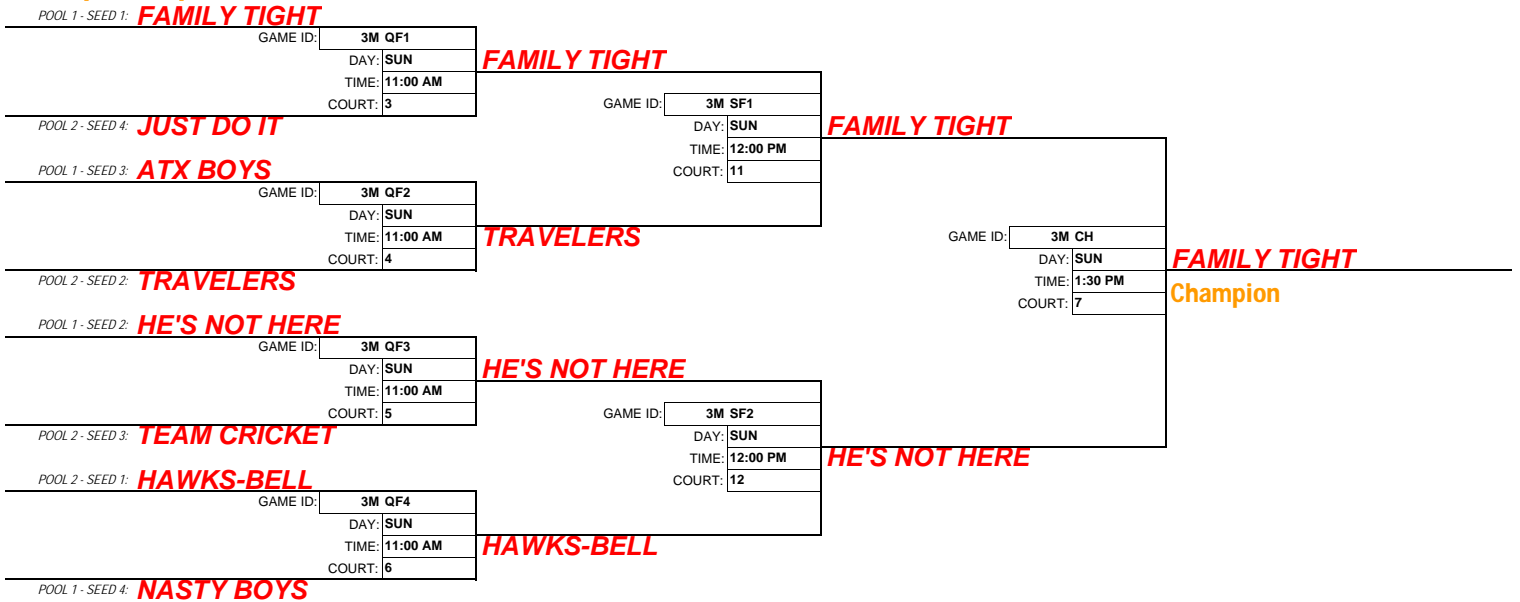 POOL 1 - SEED 1: FAMILY TIGHT
GAME ID: 3M QF1
DAY: SUN
TIME: 11:00 AM
COURT: 3
POOL 2 - SEED 4: JUST DO IT
FAMILY TIGHT
POOL 1 - SEED 3: ATX BOYS
GAME ID: 3M QF2
DAY: SUN
TIME: 11:00 AM
COURT: 4
POOL 2 - SEED 2: TRAVELERS
TRAVELERS
GAME ID: 3M SF1
DAY: SUN
TIME: 12:00 PM
COURT: 11
FAMILY TIGHT
POOL 1 - SEED 2: HE'S NOT HERE
GAME ID: 3M QF3
DAY: SUN
TIME: 11:00 AM
COURT: 5
POOL 2 - SEED 3: TEAM CRICKET
HE'S NOT HERE
POOL 2 - SEED 1: HAWKS-BELL
GAME ID: 3M QF4
DAY: SUN
TIME: 11:00 AM
COURT: 6
POOL 1 - SEED 4: NASTY BOYS
HAWKS-BELL
GAME ID: 3M SF2
DAY: SUN
TIME: 12:00 PM
COURT: 12
HE'S NOT HERE
GAME ID: 3M CH
DAY: SUN
TIME: 1:30 PM
COURT: 7
FAMILY TIGHT
Champion